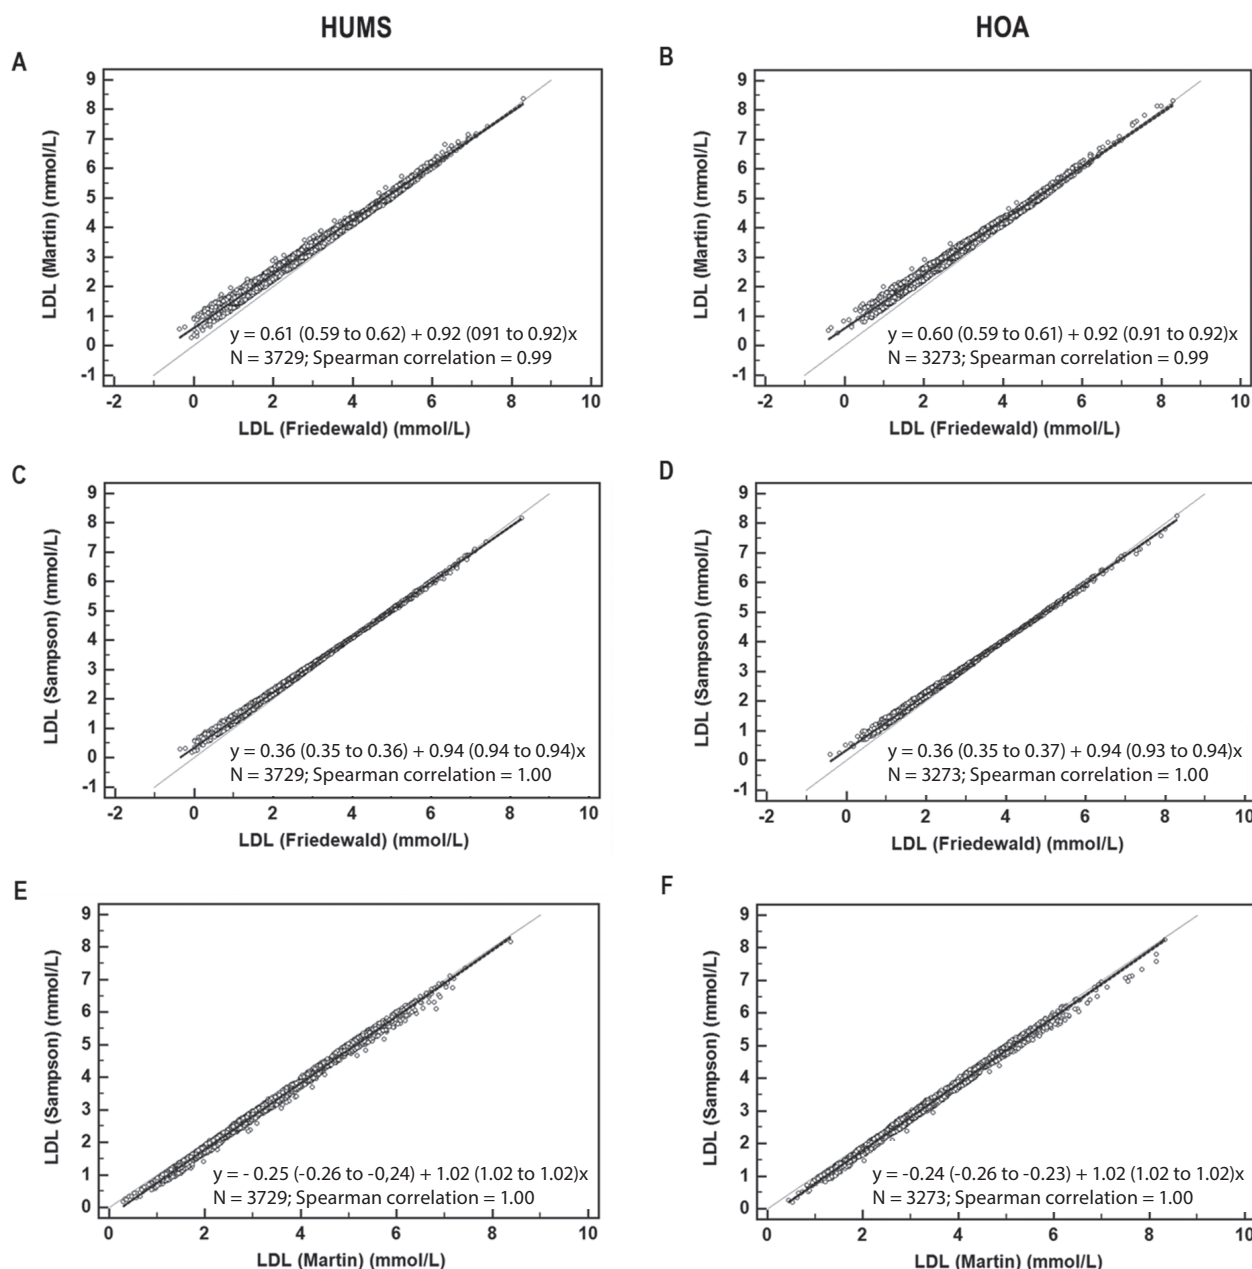 HUMS
HOA
A
9
8
7
6
5
4
3
2
1
0
-1
LDL (Martin) (mmol/L)
y = 0.61 (0.59 to 0.62) + 0.92 (091 to 0.92)x
N = 3729; Spearman correlation = 0.99
-2 0 2 4 6 8 10
LDL (Friedewald) (mmol/L)
B
9
8
7
6
5
4
3
2
1
0
-1
LDL (Martin) (mmol/L)
y = 0.60 (0.59 to 0.61) + 0.92 (0.91 to 0.92)x
N = 3273; Spearman correlation = 0.99
-2 0 2 4 6 8 10
LDL (Friedewald) (mmol/L)
C
9
8
7
6
5
4
3
2
1
0
-1
LDL (Sampson) (mmol/L)
y = 0.36 (0.35 to 0.36) + 0.94 (0.94 to 0.94)x
N = 3729; Spearman correlation = 1.00
-2 0 2 4 6 8 10
LDL (Friedewald) (mmol/L)
D
9
8
7
6
5
4
3
2
1
0
-1
LDL (Sampson) (mmol/L)
y = 0.36 (0.35 to 0.37) + 0.94 (0.93 to 0.94)x
N = 3273; Spearman correlation = 1.00
-2 0 2 4 6 8 10
LDL (Friedewald) (mmol/L)
E
9
8
7
6
5
4
3
2
1
0
LDL (Sampson) (mmol/L)
y = - 0.25 (-0.26 to -0,24) + 1.02 (1.02 to 1.02)x
N = 3729; Spearman correlation = 1.00
0 2 4 6 8 10
LDL (Martin) (mmol/L)
F
9
8
7
6
5
4
3
2
1
0
LDL (Sampson) (mmol/L)
y = -0.24 (-0.26 to -0.23) + 1.02 (1.02 to 1.02)x
N = 3273; Spearman correlation = 1.00
0 2 4 6 8 10
LDL (Martin) (mmol/L)